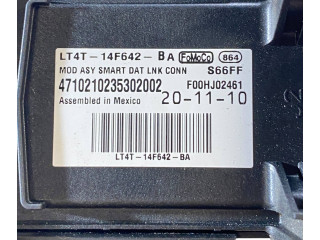 LT4T-14F642-BA FoMoCo 864
MOD ASY SMART DAT LNK CONN S66FF
4710210235302002 F00HJ02461
Assembled in Mexico 20-11-10
LT4T-14F642-BA